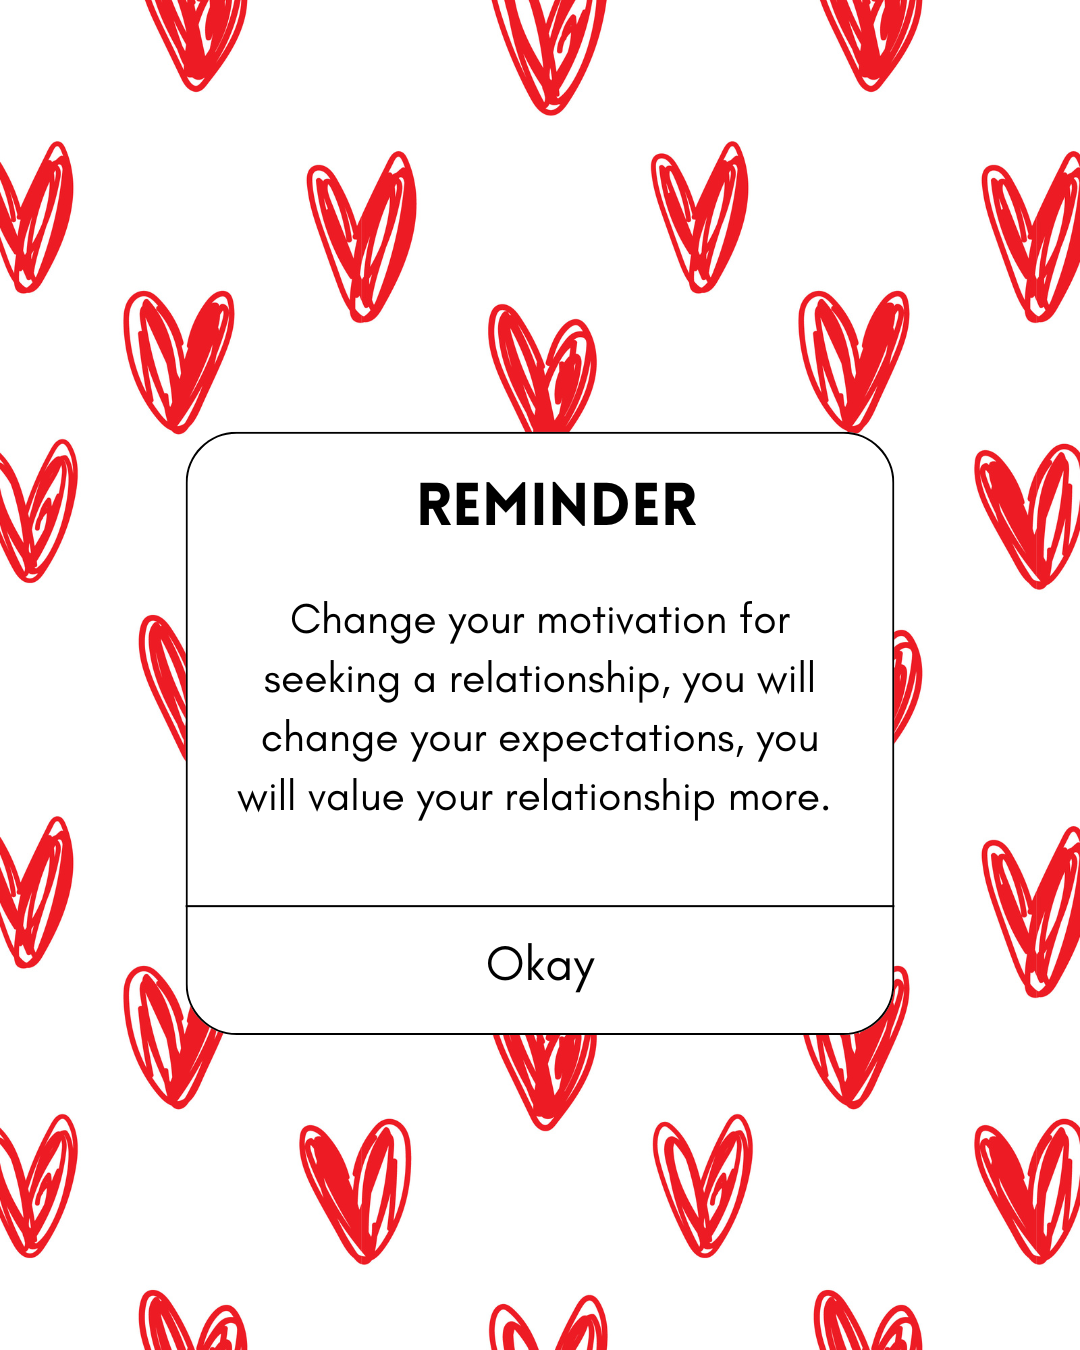 REMINDER
Change your motivation for
seeking a relationship, you will
change your expectations, you
will value your relationship more.
Okay